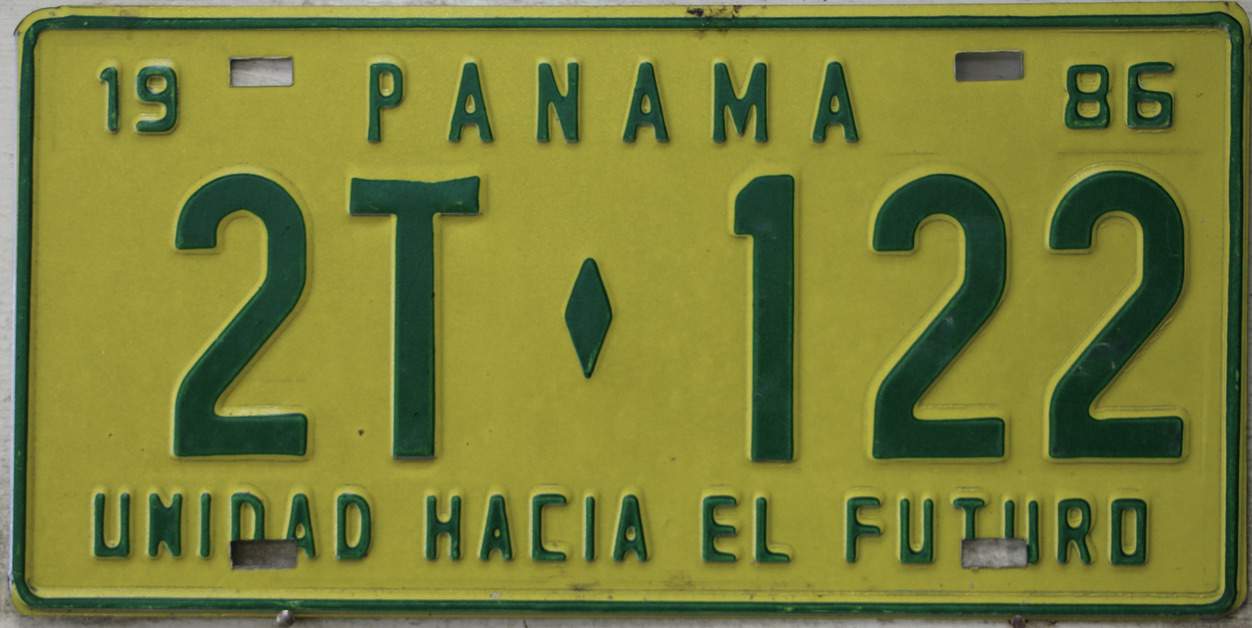 19 PANAMA 86
2T♦122
UNIDAD HACIA EL FUTURO